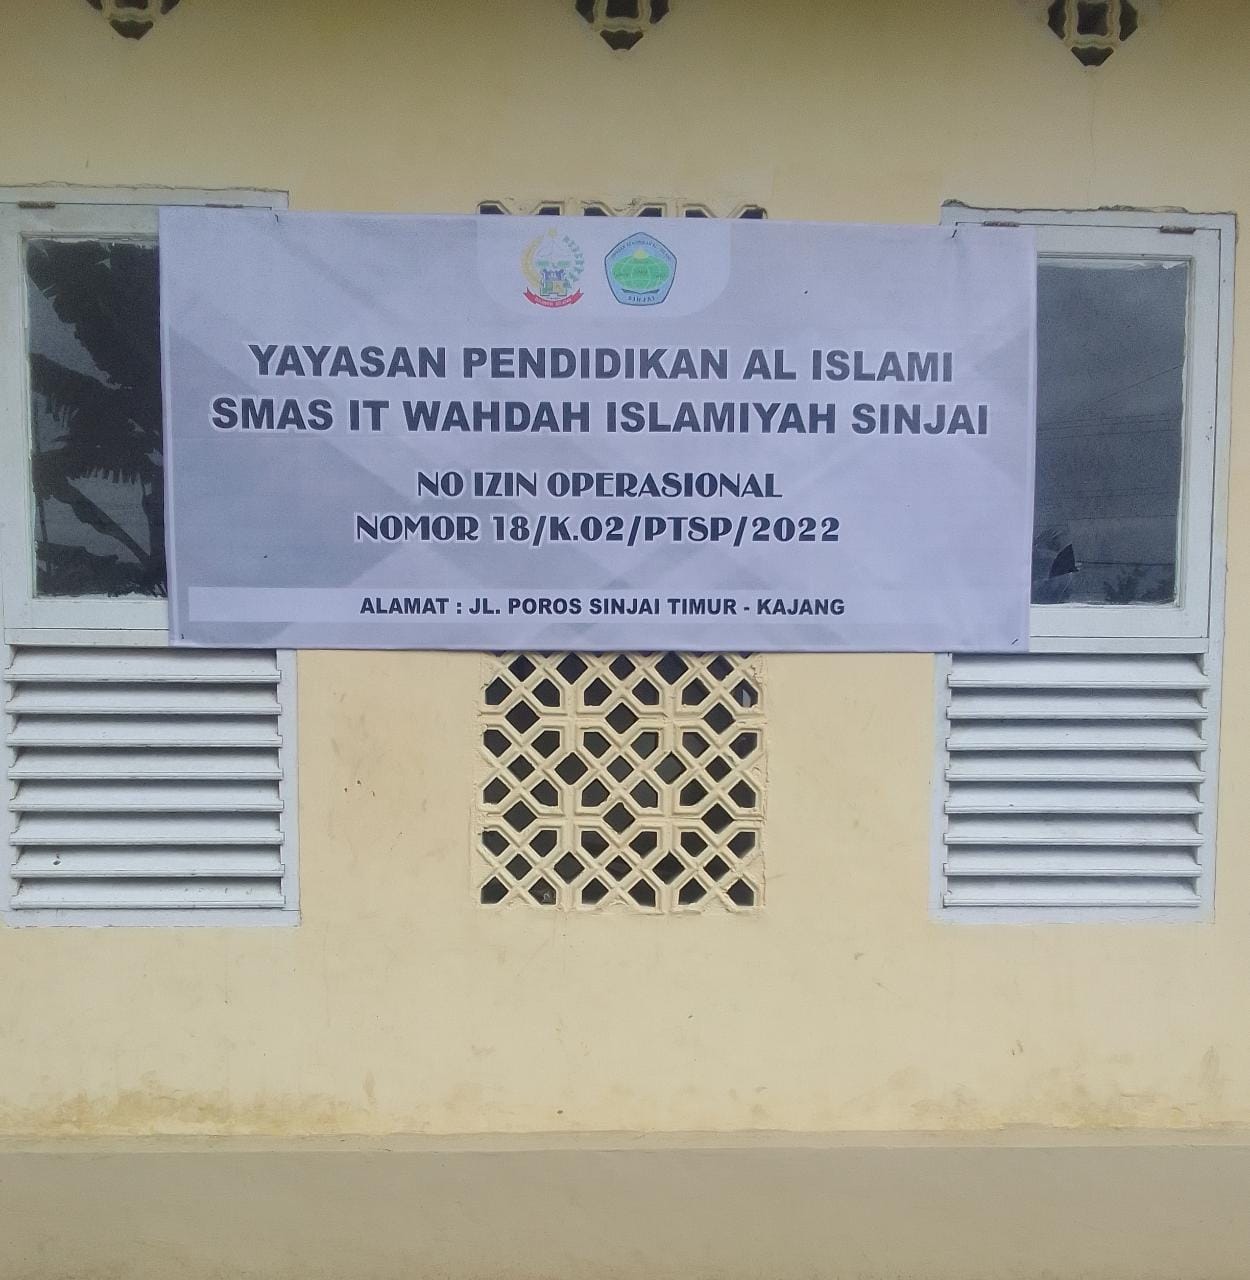 SINJAI
YAYASAN PENDIDIKAN AL ISLAMI
SMAS IT WAHDAH ISLAMIYAH SINJAI
NO IZIN OPERASIONAL
NOMOR 18/K.02/PTSP/2022
ALAMAT : JL. POROS SINJAI TIMUR - KAJANG